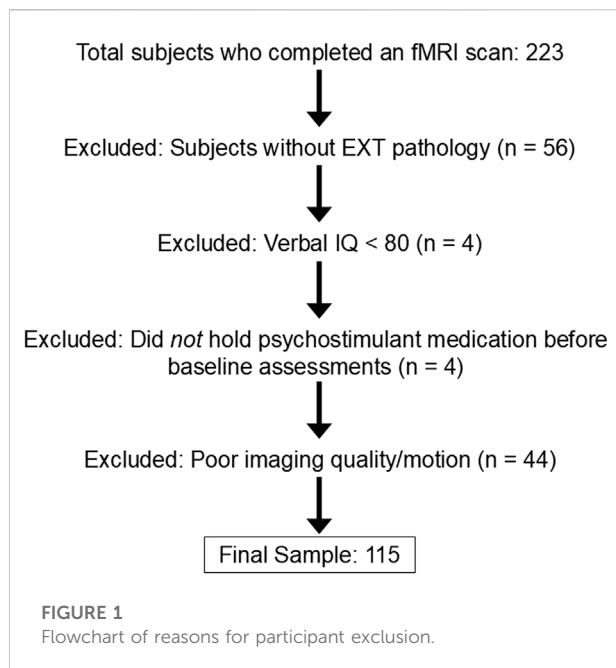 Total subjects who completed an fMRI scan: 223
Excluded: Subjects without EXT pathology (n = 56)
Excluded: Verbal IQ < 80 (n = 4)
Excluded: Did not hold psychostimulant medication before
baseline assessments (n = 4)
Excluded: Poor imaging quality/motion (n = 44)
Final Sample: 115
FIGURE 1
Flowchart of reasons for participant exclusion.